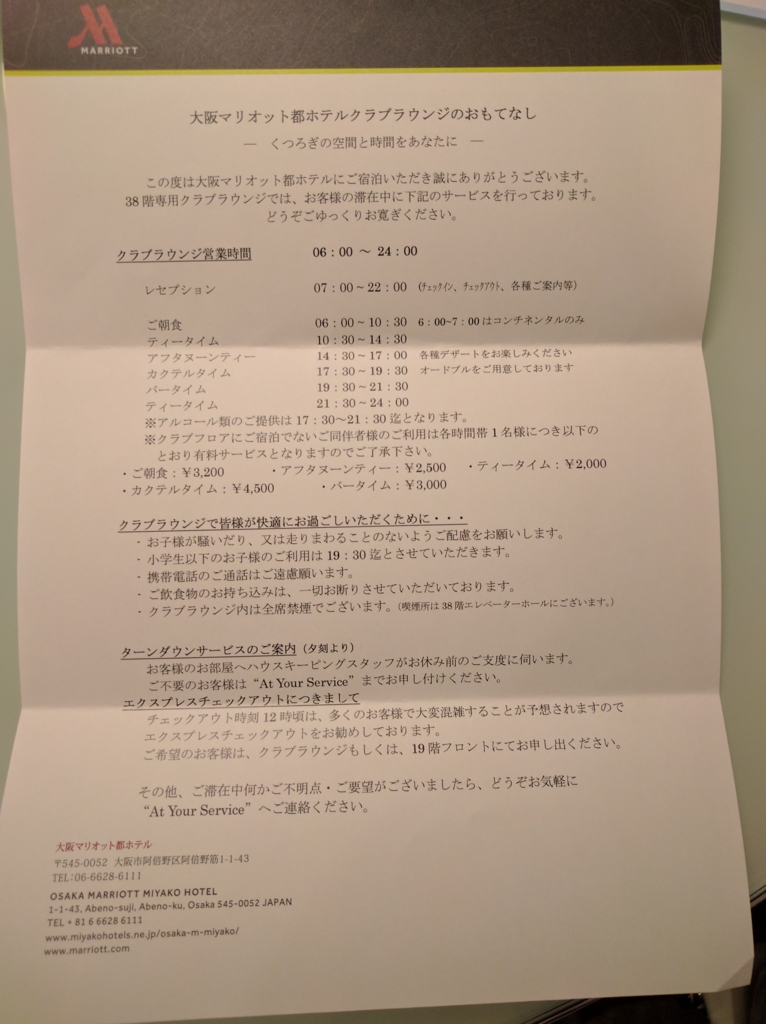 MARRIOTT
大阪マリオット都ホテルクラブラウンジのおもてなし
― くつろぎの空間と時間をあなたに ―
この度は大阪マリオット都ホテルにご宿泊いただき誠にありがとうございます。
38 階専用クラブラウンジでは、お客様の滞在中に下記のサービスを行っております。
どうぞごゆっくりお寛ぎください。
クラブラウンジ営業時間 06：00 ～ 24：00
レセプション 07：00～22：00 （ﾁｪｯｸｲﾝ、ﾁｪｯｸｱｳﾄ、各種ご案内等）
ご朝食 06：00～10：30 6：00~7：00 はコンチネンタルのみ
ティータイム 10：30～14：30
アフタヌーンティー 14：30～17：00 各種デザートをお楽しみください
カクテルタイム 17：30～19：30 オードブルをご用意しております
バータイム 19：30～21：30
ティータイム 21：30～24：00
※アルコール類のご提供は 17：30～21：30 迄となります。
※クラブフロアにご宿泊でないご同伴者様のご利用は各時間帯 1 名様につき以下の
とおり有料サービスとなりますのでご了承下さい。
・ご朝食：￥3,200 ・アフタヌーンティー：￥2,500 ・ティータイム：￥2,000
・カクテルタイム：￥4,500 ・バータイム：￥3,000
クラブラウンジで皆様が快適にお過ごしいただくために・・・
- お子様が騒いだり、又は走りまわることのないようご配慮をお願いします。
- 小学生以下のお子様のご利用は 19：30 迄とさせていただきます。
- 携帯電話のご通話はご遠慮願います。
- ご飲食物のお持ち込みは、一切お断りさせていただいております。
- クラブラウンジ内は全席禁煙でございます。（喫煙所は 38 階エレベーターホールにございます。）
ターンダウンサービスのご案内（夕刻より）
お客様のお部屋へハウスキーピングスタッフがお休み前のご支度に伺います。
ご不要のお客様は“At Your Service”までお申し付けください。
エクスプレスチェックアウトにつきまして
チェックアウト時刻 12 時頃は、多くのお客様で大変混雑することが予想されますので
エクスプレスチェックアウトをお勧めしております。
ご希望のお客様は、クラブラウンジもしくは、19 階フロントにてお申し出ください。
その他、ご滞在中何かご不明点・ご要望がございましたら、どうぞお気軽に
“At Your Service”へご連絡ください。
大阪マリオット都ホテル
〒545-0052 大阪市阿倍野区阿倍野筋1-1-43
TEL:06-6628-6111
OSAKA MARRIOTT MIYAKO HOTEL
1-1-43, Abeno-suji, Abeno-ku, Osaka 545-0052 JAPAN
TEL + 81 6 6628 6111
www.miyakohotels.ne.jp/osaka-m-miyako/
www.marriott.com